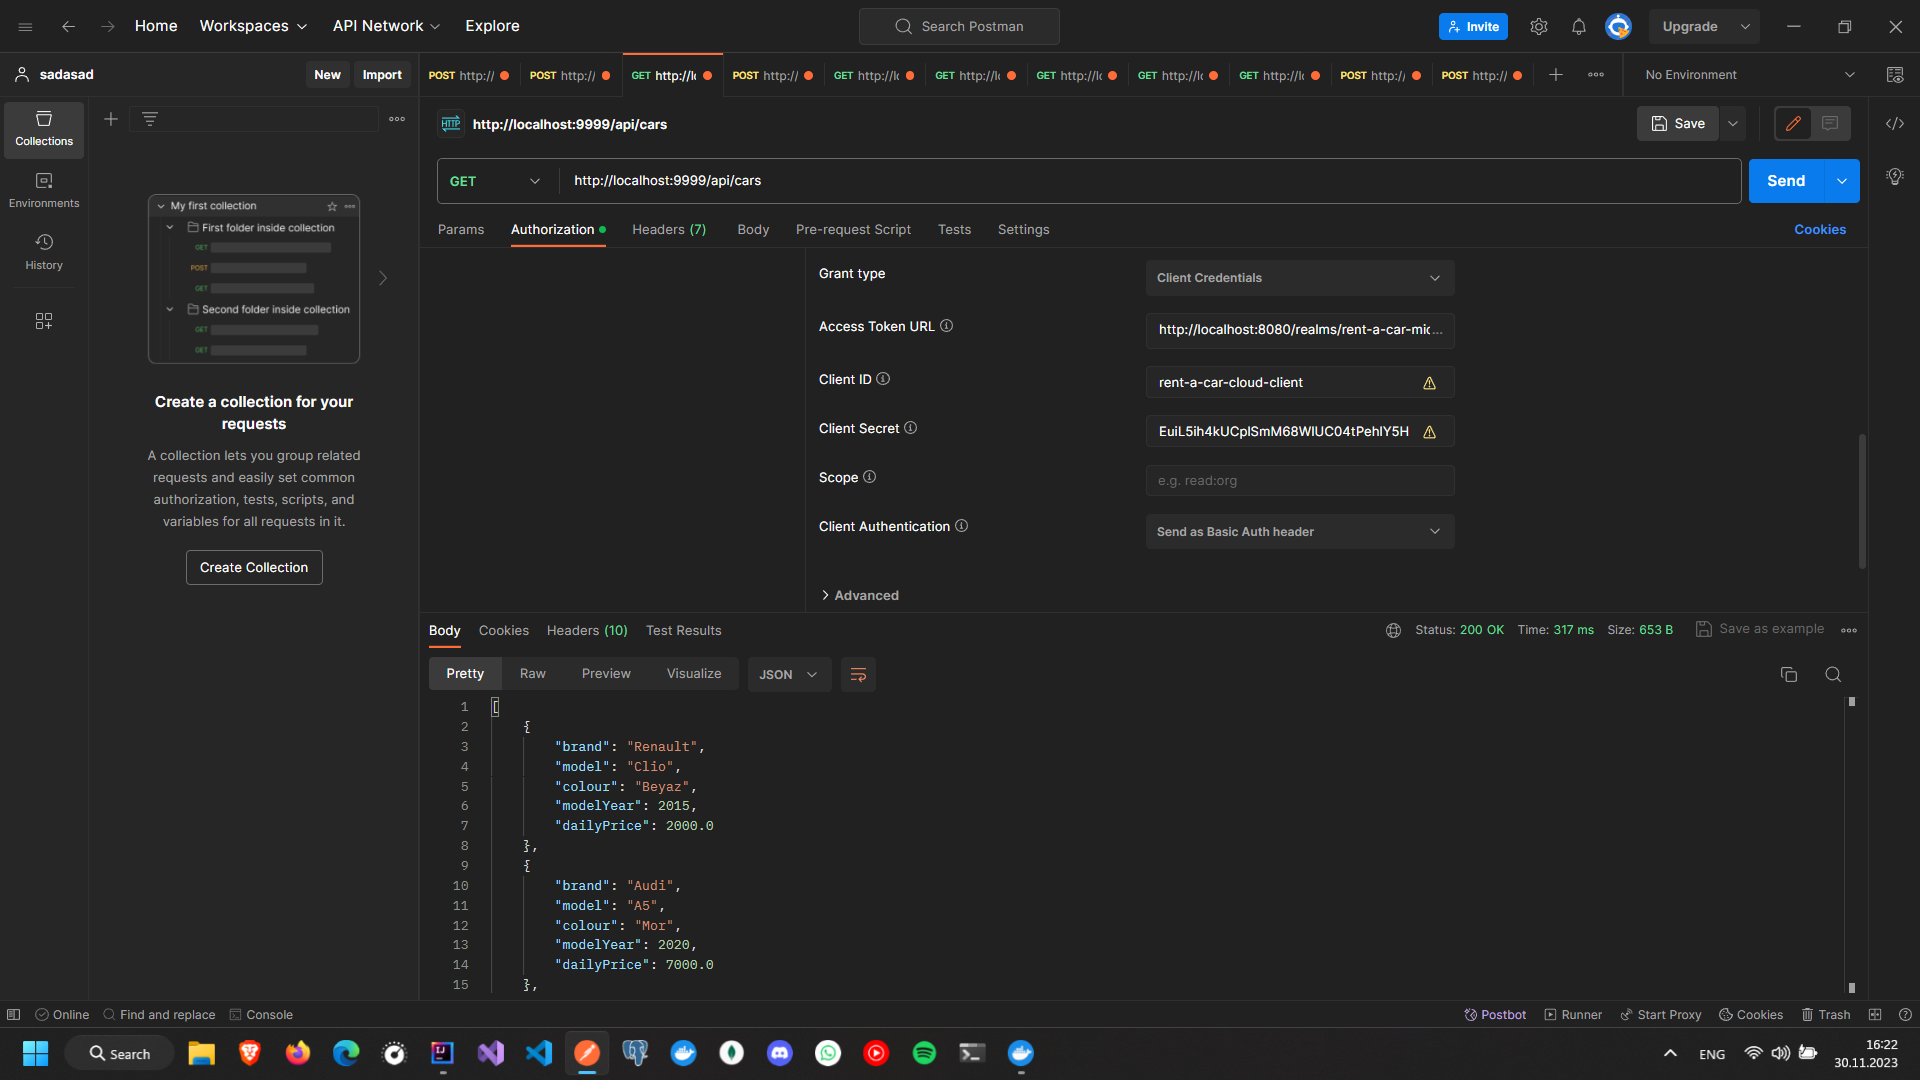 Home
Workspaces
API Network
Explore
Search Postman
Invite
Upgrade
sadasad
New
Import
POST http://
POST http://
GET http://lo
POST http://
GET http://lo
GET http://lo
GET http://lo
GET http://lo
GET http://lo
POST http://
POST http://
No Environment
Collections
Environments
History
My first collection
First folder inside collection
GET
POST
GET
Second folder inside collection
GET
GET
Create a collection for your
requests
A collection lets you group related
requests and easily set common
authorization, tests, scripts, and
variables for all requests in it.
Create Collection
HTTP
http://localhost:9999/api/cars
Save
GET
http://localhost:9999/api/cars
Send
Params
Authorization
Headers (7)
Body
Pre-request Script
Tests
Settings
Cookies
Grant type
Client Credentials
Access Token URL
http://localhost:8080/realms/rent-a-car-mic...
Client ID
rent-a-car-cloud-client
Client Secret
Scope
e.g. read:org
Client Authentication
Send as Basic Auth header
Advanced
Body
Cookies
Headers (10)
Test Results
Status: 200 OK
Time: 317 ms
Size: 653 B
Save as example
Pretty
Raw
Preview
Visualize
JSON
1 [
2 {
3 "brand": "Renault",
4 "model": "Clio",
5 "colour": "Beyaz",
6 "modelYear": 2015,
7 "dailyPrice": 2000.0
8 },
9 {
10 "brand": "Audi",
11 "model": "A5",
12 "colour": "Mor",
13 "modelYear": 2020,
14 "dailyPrice": 7000.0
15 },
Online
Find and replace
Console
Postbot
Runner
Start Proxy
Cookies
Trash
Search
ENG
16:22
30.11.2023